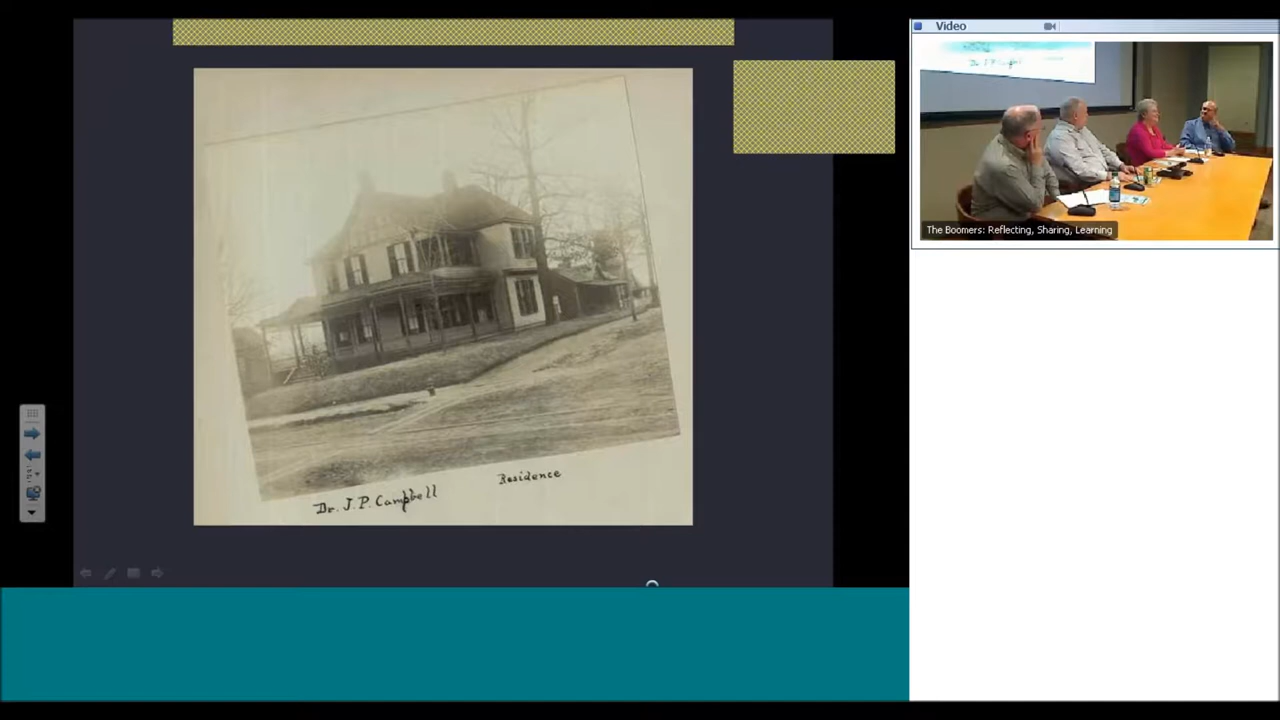 Video
Dr. J.P. Campbell
Residence
The Boomers: Reflecting, Sharing, Learning